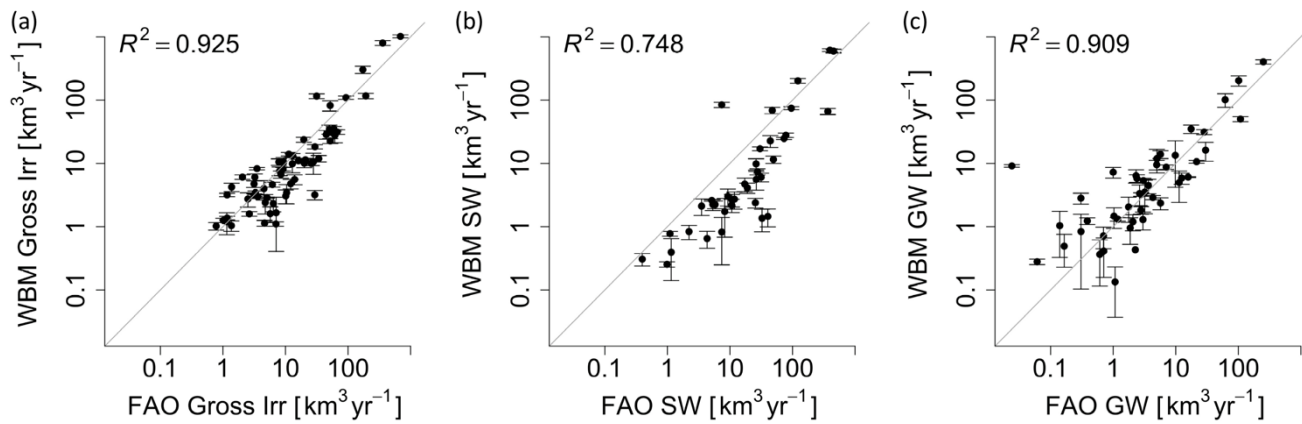 (a)
R² = 0.925
WBM Gross Irr [km³ yr⁻¹]
100
10
1
0.1
0.1 1 10 100
FAO Gross Irr [km³ yr⁻¹]
(b)
R² = 0.748
WBM SW [km³ yr⁻¹]
100
10
1
0.1
0.1 1 10 100
FAO SW [km³ yr⁻¹]
(c)
R² = 0.909
WBM GW [km³ yr⁻¹]
100
10
1
0.1
0.1 1 10 100
FAO GW [km³ yr⁻¹]